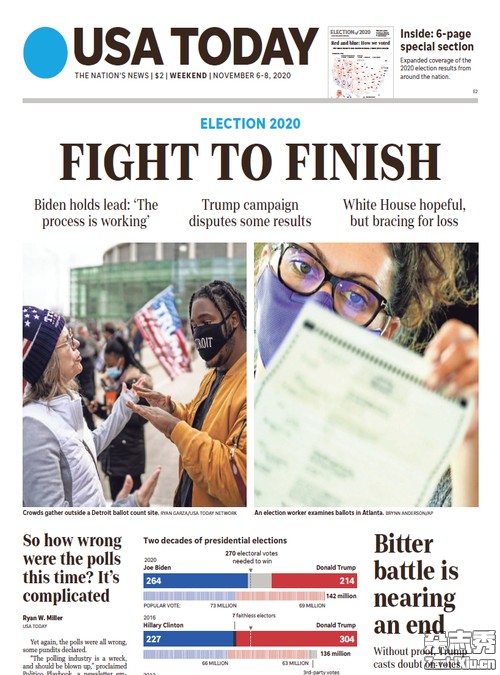 USA TODAY
THE NATION'S NEWS | $2 | WEEKEND | NOVEMBER 6-8, 2020
ELECTION 2020
Red and blue: How we voted
Inside: 6-page
special section
Expanded coverage of the
2020 election results from
around the nation.
E2
ELECTION 2020
FIGHT TO FINISH
Biden holds lead: ‘The
process is working’
Trump campaign
disputes some results
White House hopeful,
but bracing for loss
Crowds gather outside a Detroit ballot count site. RYAN GARZA/USA TODAY NETWORK
An election worker examines ballots in Atlanta. BRYNN ANDERSON/AP
So how wrong
were the polls
this time? It’s
complicated
Ryan W. Miller
USA TODAY
Yet again, the polls were all wrong,
some pundits declared.
“The polling industry is a wreck,
and should be blown up,” proclaimed
Politico Playbook, a newsletter em-
Two decades of presidential elections
270 electoral votes
needed to win
2020
Joe Biden
Donald Trump
264
214
142 million
POPULAR VOTE:
73 MILLION
69 MILLION
2016
7 faithless electors
Hillary Clinton
Donald Trump
227
304
136 million
66 MILLION
63 MILLION
3rd-party votes
2012
Bitter
battle is
nearing
an end
Without proof, Trump
casts doubt on votes,